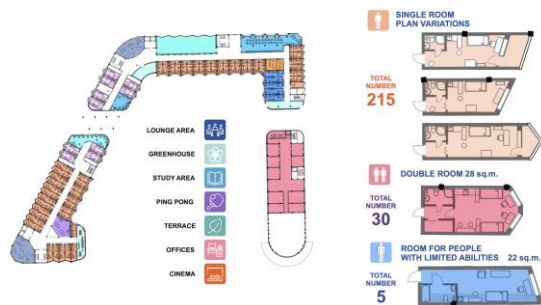 LOUNGE AREA
GREENHOUSE
STUDY AREA
PING PONG
TERRACE
OFFICES
CINEMA
SINGLE ROOM
PLAN VARIATIONS
TOTAL
NUMBER
215
DOUBLE ROOM 28 sq.m.
TOTAL
NUMBER
30
ROOM FOR PEOPLE
WITH LIMITED ABILITIES 22 sq.m.
TOTAL
NUMBER
5